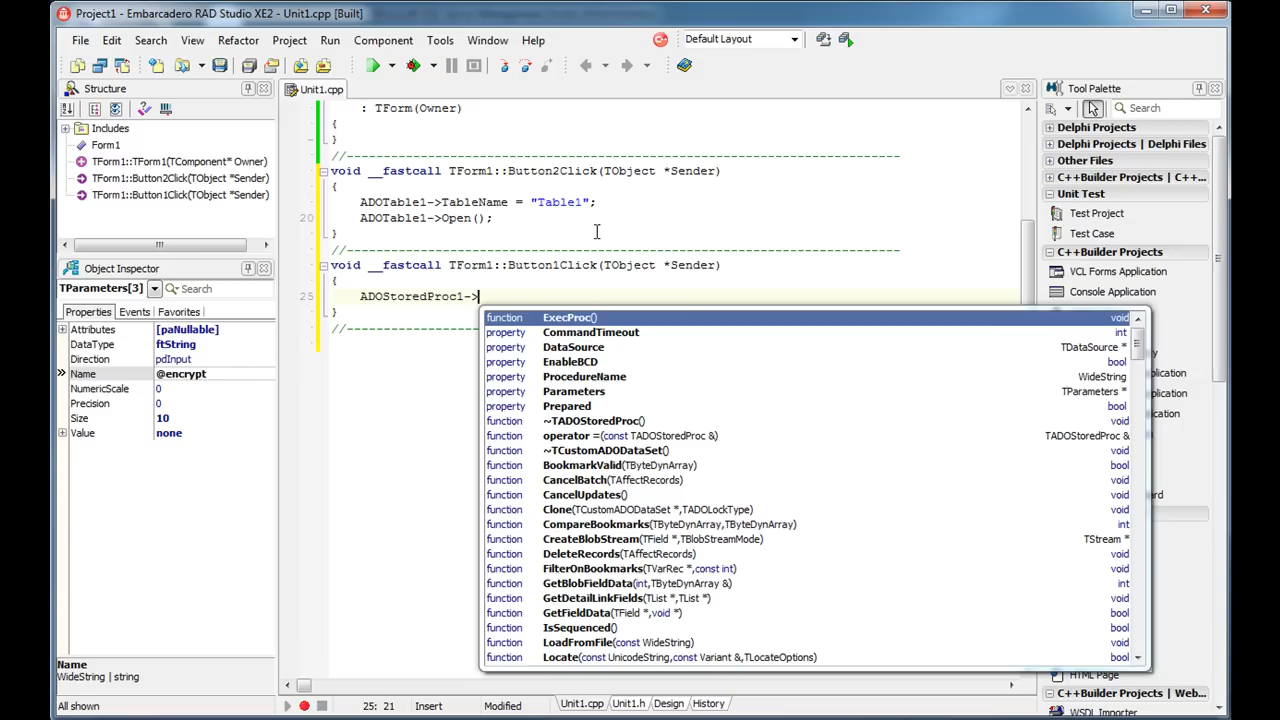 Project1 - Embarcadero RAD Studio XE2 - Unit1.cpp [Built]
File Edit Search View Refactor Project Run Component Tools Window Help
Default Layout
Structure
Unit1.cpp
Tool Palette
Search
Includes
Form1
TForm1::TForm1(TComponent* Owner)
TForm1::Button2Click(TObject *Sender)
TForm1::Button1Click(TObject *Sender)
Object Inspector
TParameters[3]
Search
Properties Events Favorites
Attributes [paNullable]
DataType ftString
Direction pdInput
Name @encrypt
NumericScale 0
Precision 0
Size 10
Value none
Name
WideString | string
All shown
: TForm(Owner)
{
}
//---------------------------------------------------------------------------
void __fastcall TForm1::Button2Click(TObject *Sender)
{
ADOTable1->TableName = "Table1";
20 ADOTable1->Open();
}
//---------------------------------------------------------------------------
void __fastcall TForm1::Button1Click(TObject *Sender)
{
25 ADOStoredProc1->
}
//------------------
function ExecProc() void
property CommandTimeout int
property DataSource TDataSource *
property EnableBCD bool
property ProcedureName WideString
property Parameters TParameters *
property Prepared bool
function ~TADOStoredProc() void
function operator =(const TADOStoredProc &) TADOStoredProc &
function ~TCustomADODataSet() void
function BookmarkValid(TByteDynArray) bool
function CancelBatch(TAffectRecords) void
function CancelUpdates() void
function Clone(TCustomADODataSet *,TADOLockType) void
function CompareBookmarks(TByteDynArray,TByteDynArray) int
function CreateBlobStream(TField *,TBlobStreamMode) TStream *
function DeleteRecords(TAffectRecords) void
function FilterOnBookmarks(TVarRec *,const int) void
function GetBlobFieldData(int,TByteDynArray &) int
function GetDetailLinkFields(TList *,TList *) void
function GetFieldData(TField *,void *) bool
function IsSequenced() bool
function LoadFromFile(const WideString) void
function Locate(const UnicodeString,const Variant &,TLocateOptions) bool
25: 21 Insert Modified Unit1.cpp Unit1.h Design History
Delphi Projects
Delphi Projects | Delphi Files
Other Files
C++Builder Projects | C++...
Unit Test
Test Project
Test Case
C++Builder Projects
VCL Forms Application
Console Application
HTML Page
C++Builder Projects | Web...
WSDL Importer